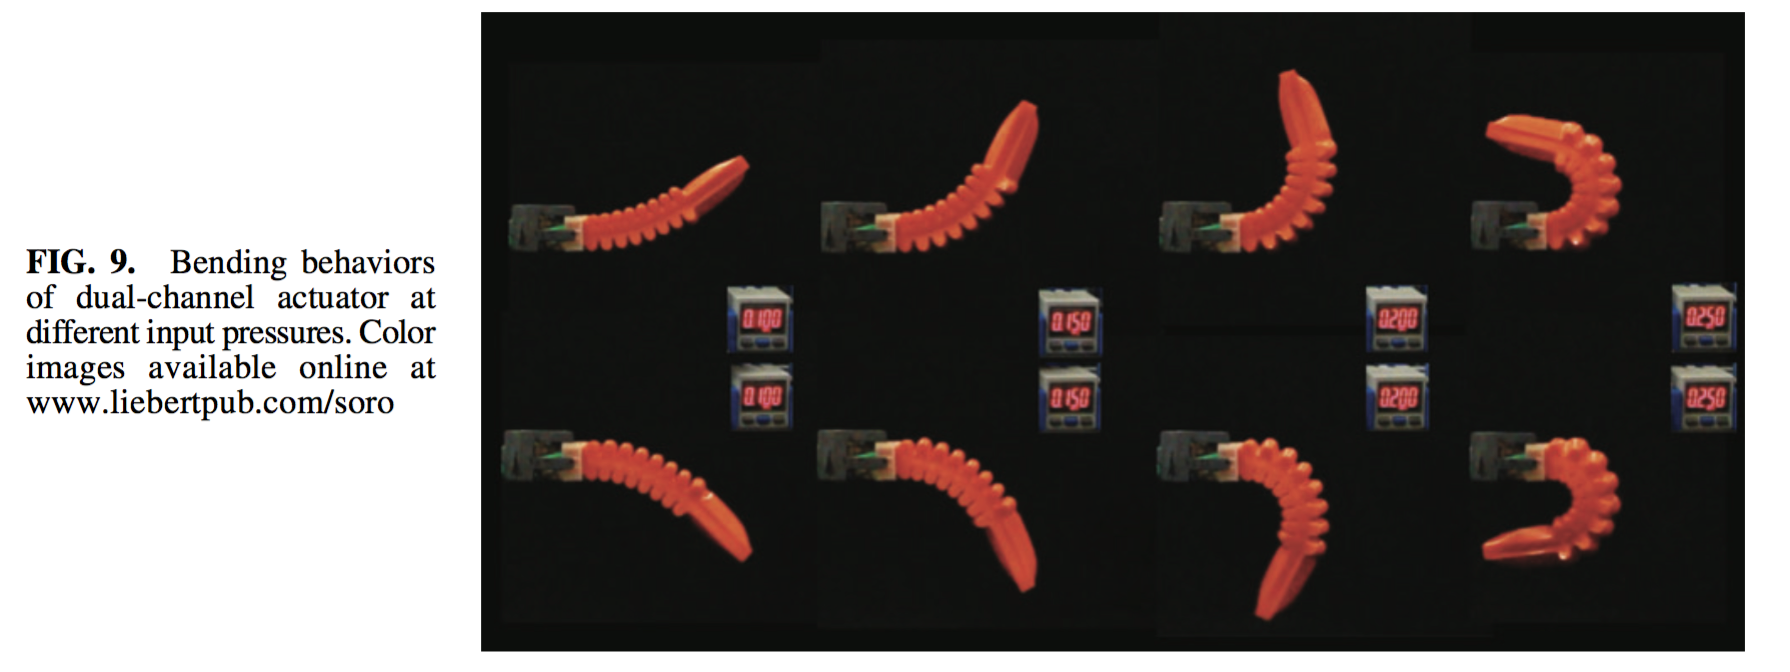 FIG. 9. Bending behaviors
of dual-channel actuator at
different input pressures. Color
images available online at
www.liebertpub.com/soro
0.100
0.150
0.200
0.250
0.100
0.150
0.200
0.250